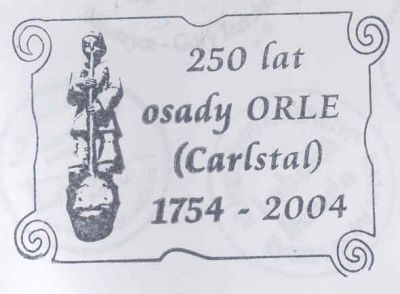 250 lat
osady ORLE
(Carlstal)
1754 - 2004